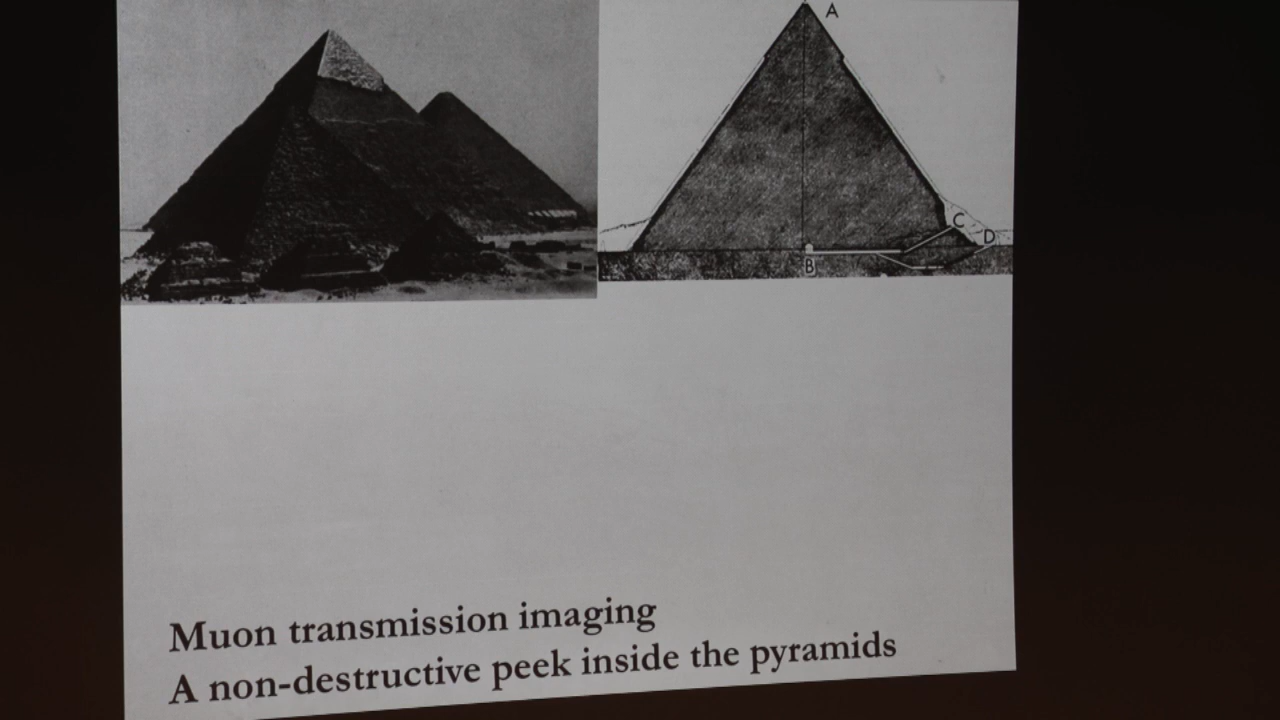 A
C
D
B
Muon transmission imaging
A non-destructive peek inside the pyramids